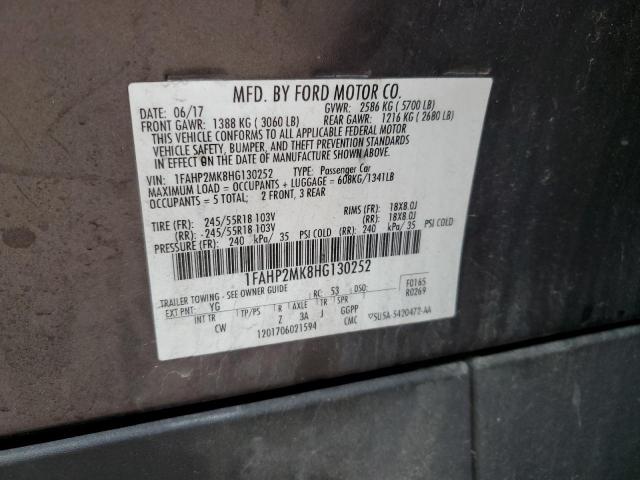 MFD. BY FORD MOTOR CO.
DATE: 06/17 GVWR: 2586 KG ( 5700 LB)
FRONT GAWR: 1388 KG ( 3060 LB) REAR GAWR: 1216 KG ( 2680 LB)
THIS VEHICLE CONFORMS TO ALL APPLICABLE FEDERAL MOTOR
VEHICLE SAFETY, BUMPER, AND THEFT PREVENTION STANDARDS
IN EFFECT ON THE DATE OF MANUFACTURE SHOWN ABOVE.
VIN: 1FAHP2MK8HG130252 TYPE: Passenger Car
MAXIMUM LOAD = OCCUPANTS + LUGGAGE = 608KG/1341LB
OCCUPANTS = 5 TOTAL; 2 FRONT, 3 REAR
TIRE (FR): 245/55R18 103V RIMS (FR): 18X8.0J
(RR): 245/55R18 103V (RR): 18X8.0J
PRESSURE (FR): 240 kPa/ 35 PSI COLD (RR): 240 kPa/ 35 PSI COLD
1FAHP2MK8HG130252
TRAILER TOWING - SEE OWNER GUIDE RC: 53 DSO: F0165
EXT PNT: YG R0269
INT TR TP/PS R AXLE TR SPR
CW Z 3A J GGPP
1201706021594 CMC